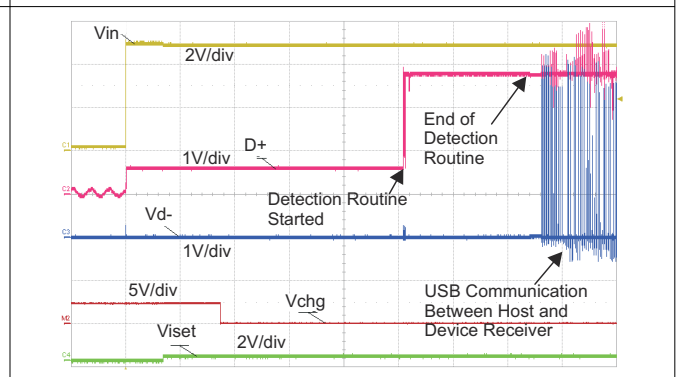 Vin
2V/div
End of
Detection
Routine
C1
D+
1V/div
C2
Detection Routine
Started
Vd-
C3
1V/div
5V/div
Vchg
USB Communication
Between Host and
Device Receiver
M2
Viset
2V/div
C4